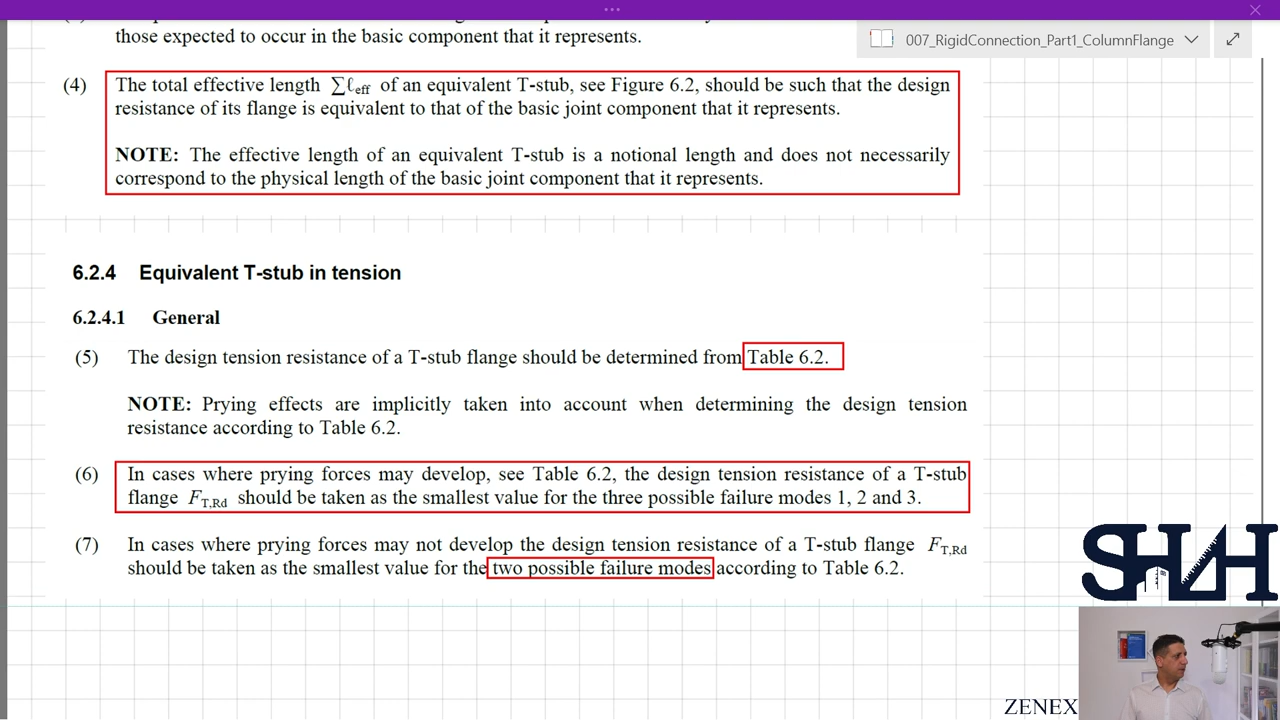 007_RigidConnection_Part1_ColumnFlange
those expected to occur in the basic component that it represents.
(4) The total effective length ∑ℓeff of an equivalent T-stub, see Figure 6.2, should be such that the design
resistance of its flange is equivalent to that of the basic joint component that it represents.
NOTE: The effective length of an equivalent T-stub is a notional length and does not necessarily
correspond to the physical length of the basic joint component that it represents.
6.2.4 Equivalent T-stub in tension
6.2.4.1 General
(5) The design tension resistance of a T-stub flange should be determined from Table 6.2.
NOTE: Prying effects are implicitly taken into account when determining the design tension
resistance according to Table 6.2.
(6) In cases where prying forces may develop, see Table 6.2, the design tension resistance of a T-stub
flange FT,Rd should be taken as the smallest value for the three possible failure modes 1, 2 and 3.
(7) In cases where prying forces may not develop the design tension resistance of a T-stub flange FT,Rd
should be taken as the smallest value for the two possible failure modes according to Table 6.2.
ZENEX